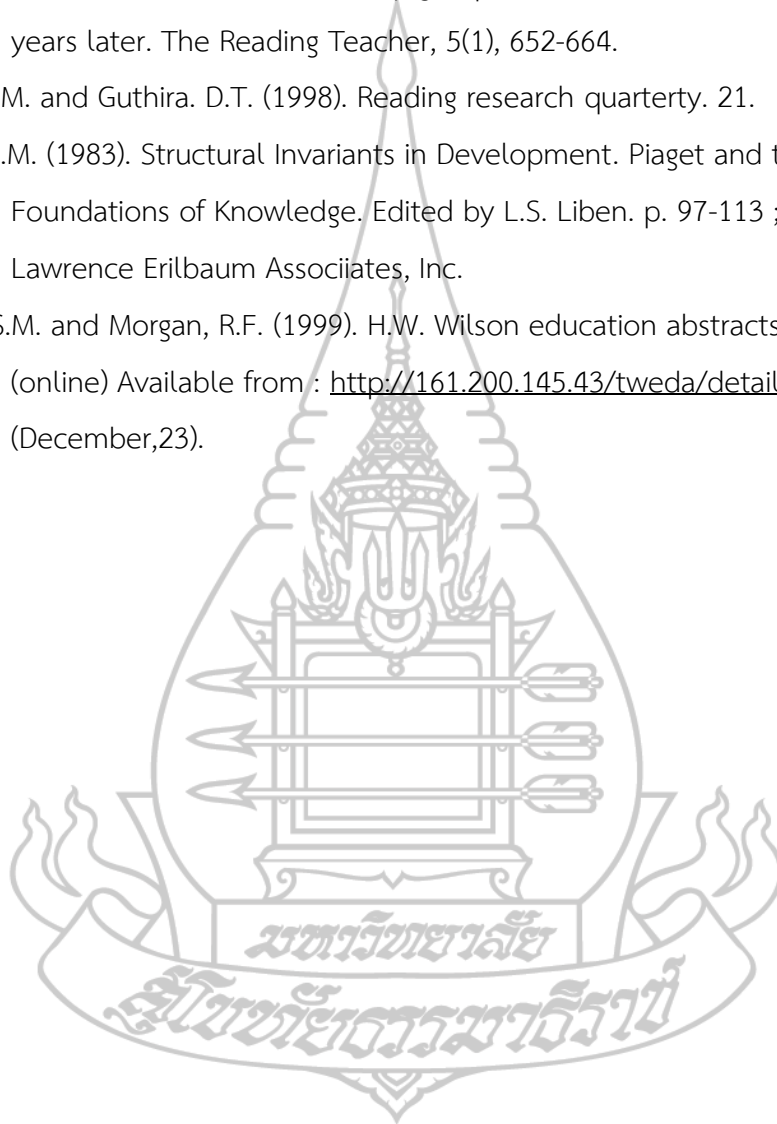 years later. The Reading Teacher, 5(1), 652-664.
M. and Guthira. D.T. (1998). Reading research quarterty. 21.
.M. (1983). Structural Invariants in Development. Piaget and t
Foundations of Knowledge. Edited by L.S. Liben. p. 97-113 ;
Lawrence Erilbaum Associiates, Inc.
S.M. and Morgan, R.F. (1999). H.W. Wilson education abstracts
(online) Available from : http://161.200.145.43/tweda/detail
(December,23).
มหาวิทยาลัย
สุโขทัยธรรมาธิราช